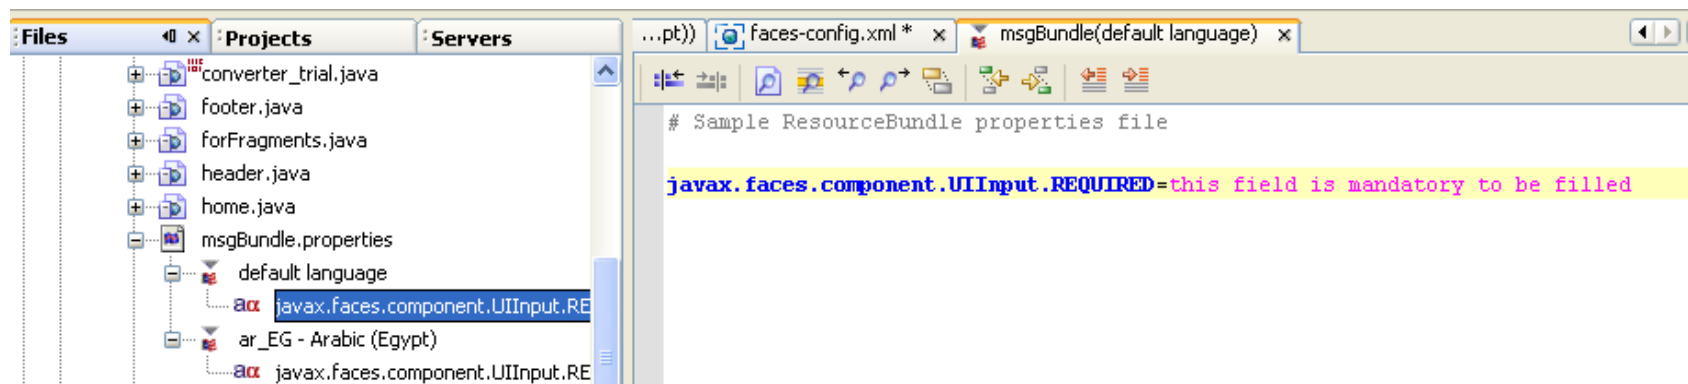 Files
Projects
Servers
converter_trial.java
footer.java
forFragments.java
header.java
home.java
msgBundle.properties
default language
aα javax.faces.component.UIInput.RE
ar_EG - Arabic (Egypt)
aα javax.faces.component.UIInput.RE
...pt))
faces-config.xml *
msgBundle(default language)
# Sample ResourceBundle properties file
javax.faces.component.UIInput.REQUIRED=this field is mandatory to be filled